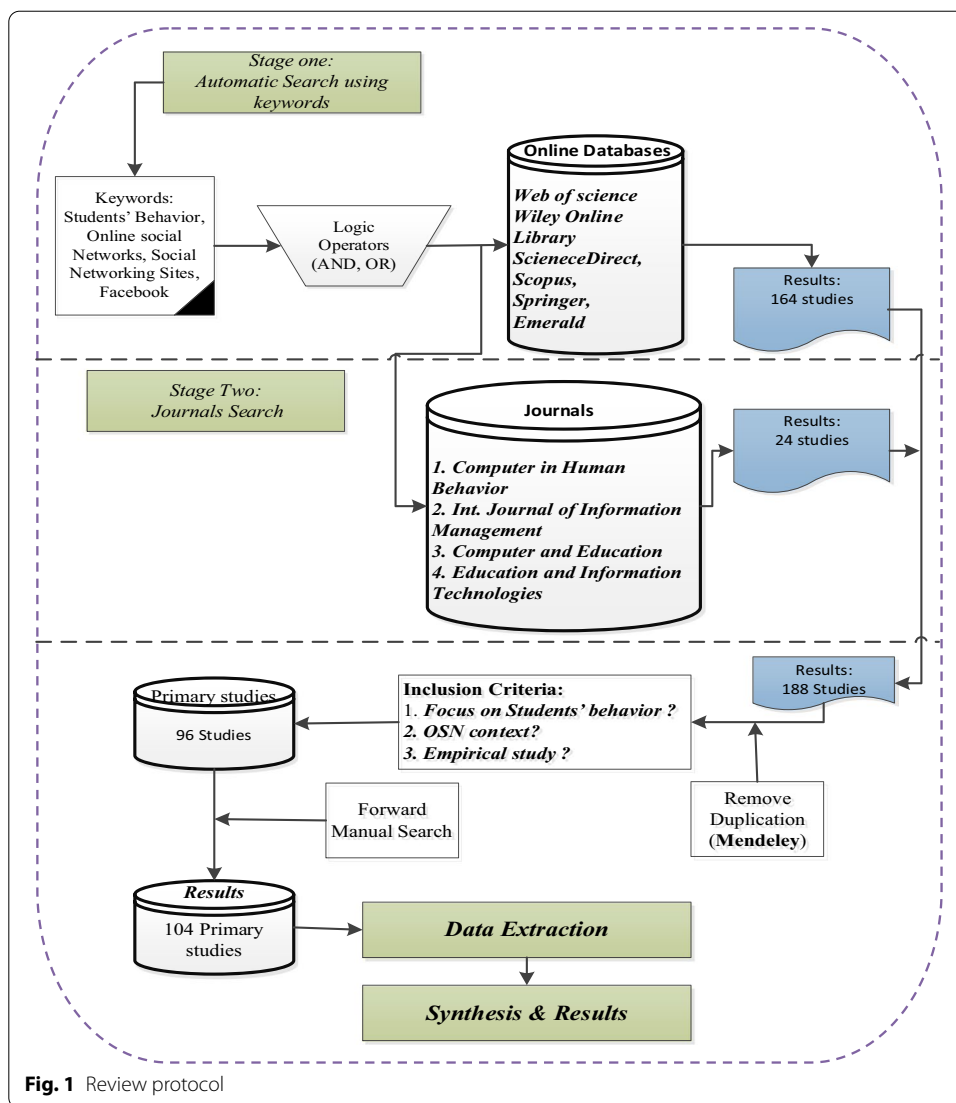 Stage one:
Automatic Search using
keywords
Keywords:
Students' Behavior,
Online social
Networks, Social
Networking Sites,
Facebook
Logic
Operators
(AND, OR)
Online Databases
Web of science
Wiley Online
Library
ScieneceDirect,
Scopus,
Springer,
Emerald
Results:
164 studies
Stage Two:
Journals Search
Journals
1. Computer in Human
Behavior
2. Int. Journal of Information
Management
3. Computer and Education
4. Education and Information
Technologies
Results:
24 studies
Results:
188 Studies
Remove
Duplication
(Mendeley)
Inclusion Criteria:
1. Focus on Students' behavior ?
2. OSN context?
3. Empirical study ?
Primary studies
96 Studies
Forward
Manual Search
Results
104 Primary
studies
Data Extraction
Synthesis & Results
Fig. 1 Review protocol